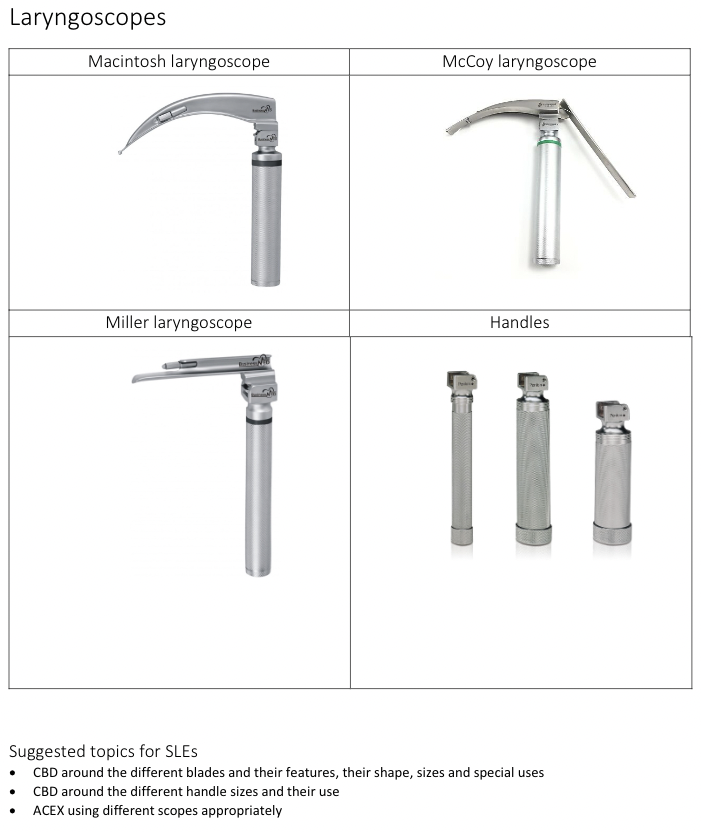 Laryngoscopes
Macintosh laryngoscope
McCoy laryngoscope
Miller laryngoscope
Handles
Suggested topics for SLEs
• CBD around the different blades and their features, their shape, sizes and special uses
• CBD around the different handle sizes and their use
• ACEX using different scopes appropriately